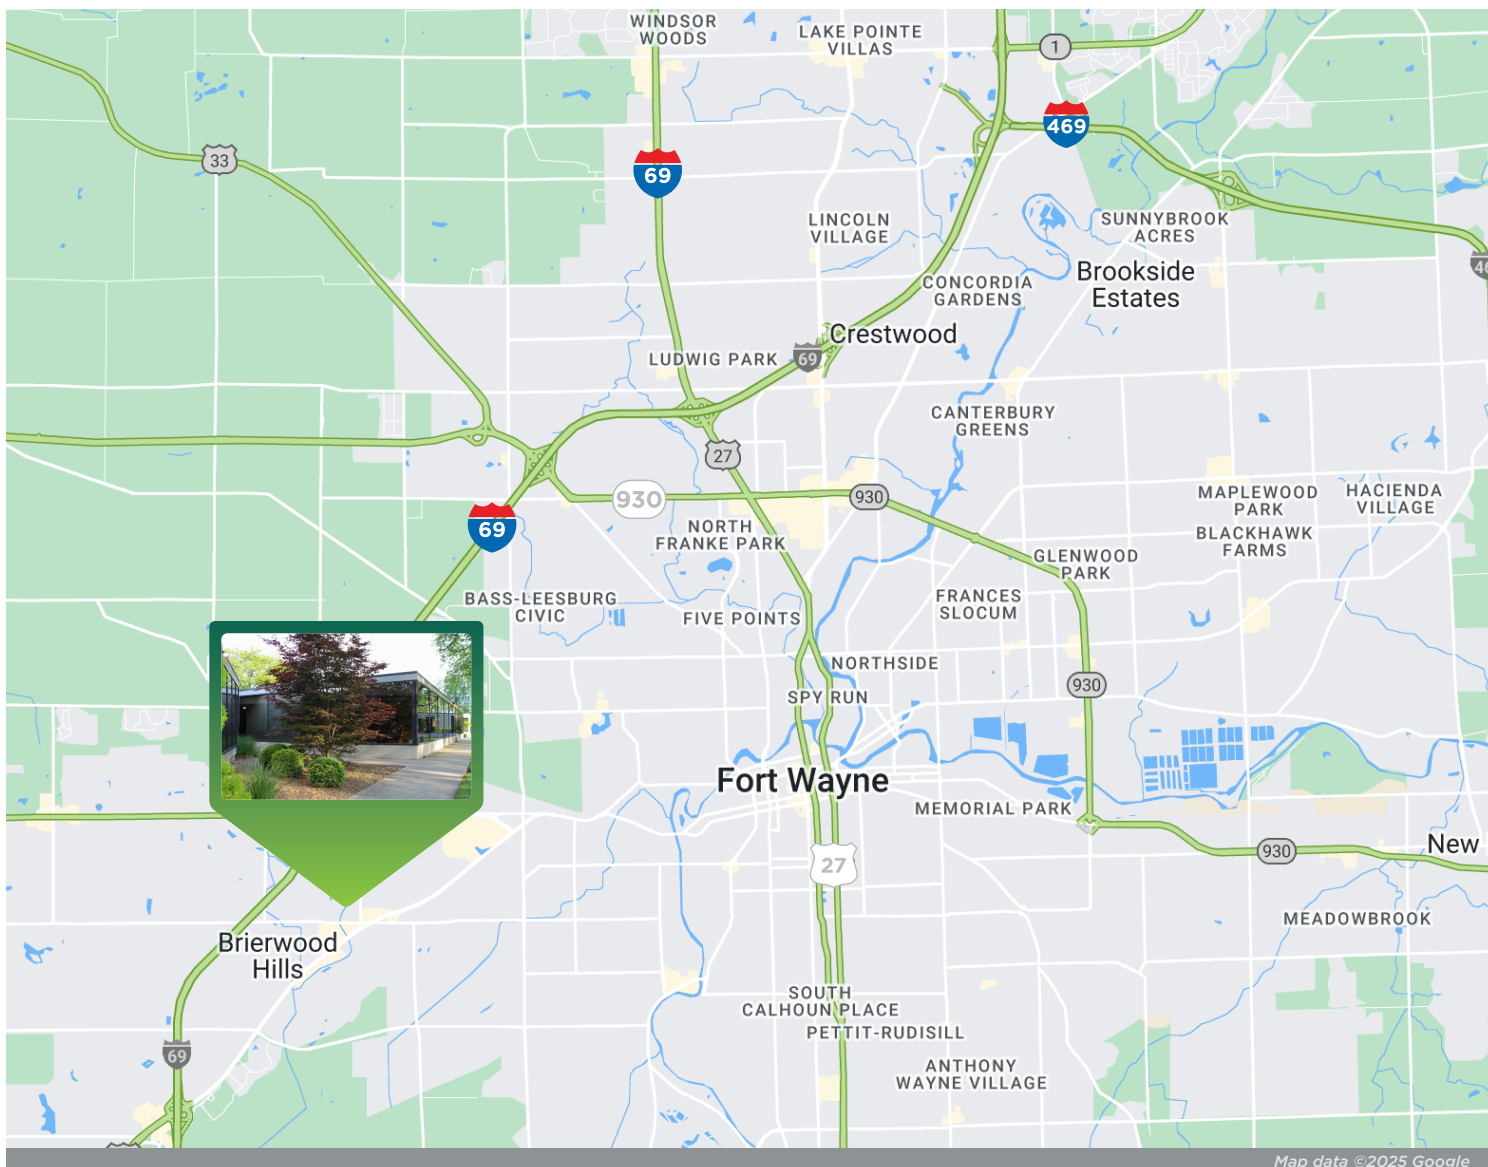 WINDSOR
WOODS
LAKE POINTE
VILLAS
1
469
33
69
LINCOLN
VILLAGE
SUNNYBROOK
ACRES
Brookside
Estates
CONCORDIA
GARDENS
Crestwood
LUDWIG PARK
69
CANTERBURY
GREENS
27
930
930
69
NORTH
FRANKE PARK
MAPLEWOOD
PARK
HACIENDA
VILLAGE
BLACKHAWK
FARMS
GLENWOOD
PARK
BASS-LEESBURG
CIVIC
FIVE POINTS
FRANCES
SLOCUM
NORTHSIDE
SPY RUN
930
Fort Wayne
MEMORIAL PARK
27
930
New
MEADOWBROOK
Brierwood
Hills
SOUTH
CALHOUN PLACE
PETTIT-RUDISILL
69
ANTHONY
WAYNE VILLAGE
Map data ©2025 Google